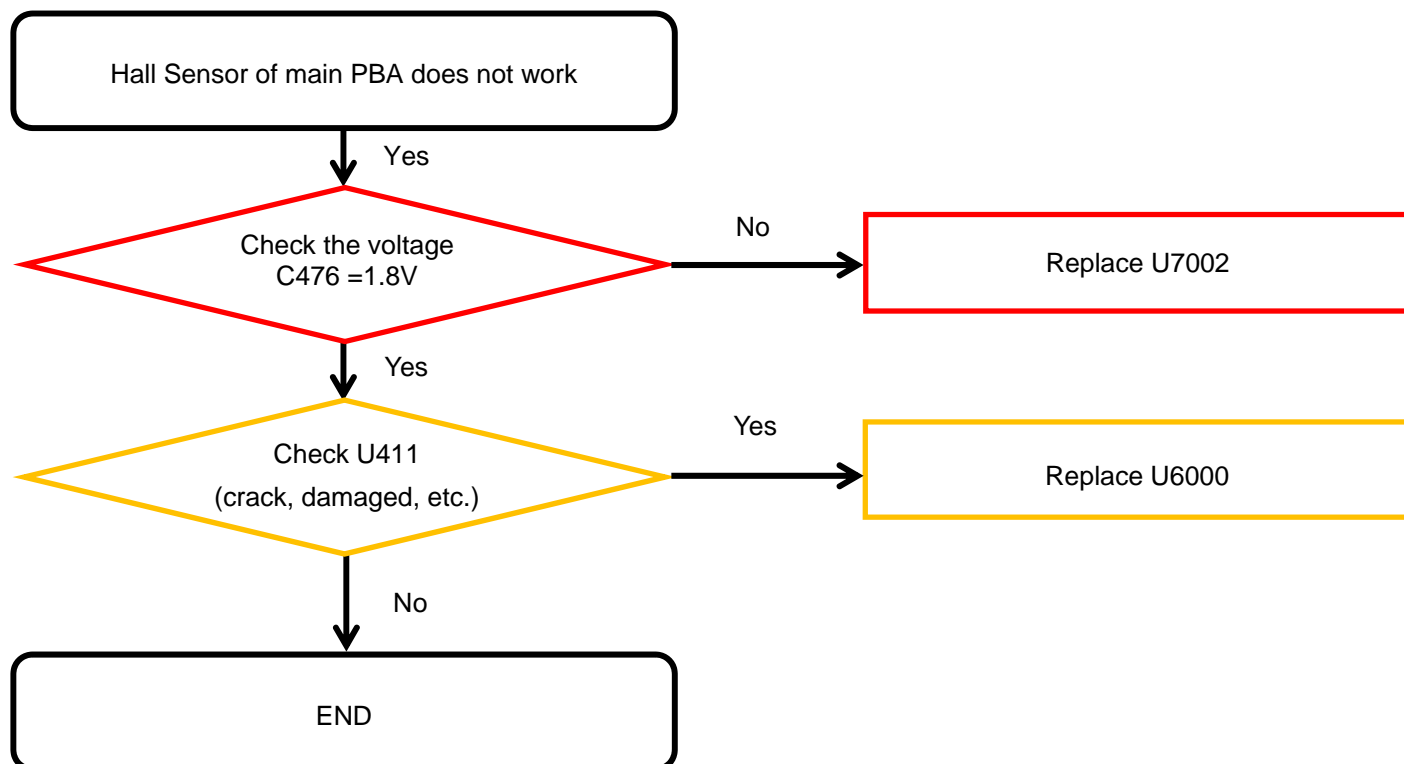 Hall Sensor of main PBA does not work
Yes
Check the voltage
C476 =1.8V
No
Replace U7002
Yes
Check U411
(crack, damaged, etc.)
Yes
Replace U6000
No
END